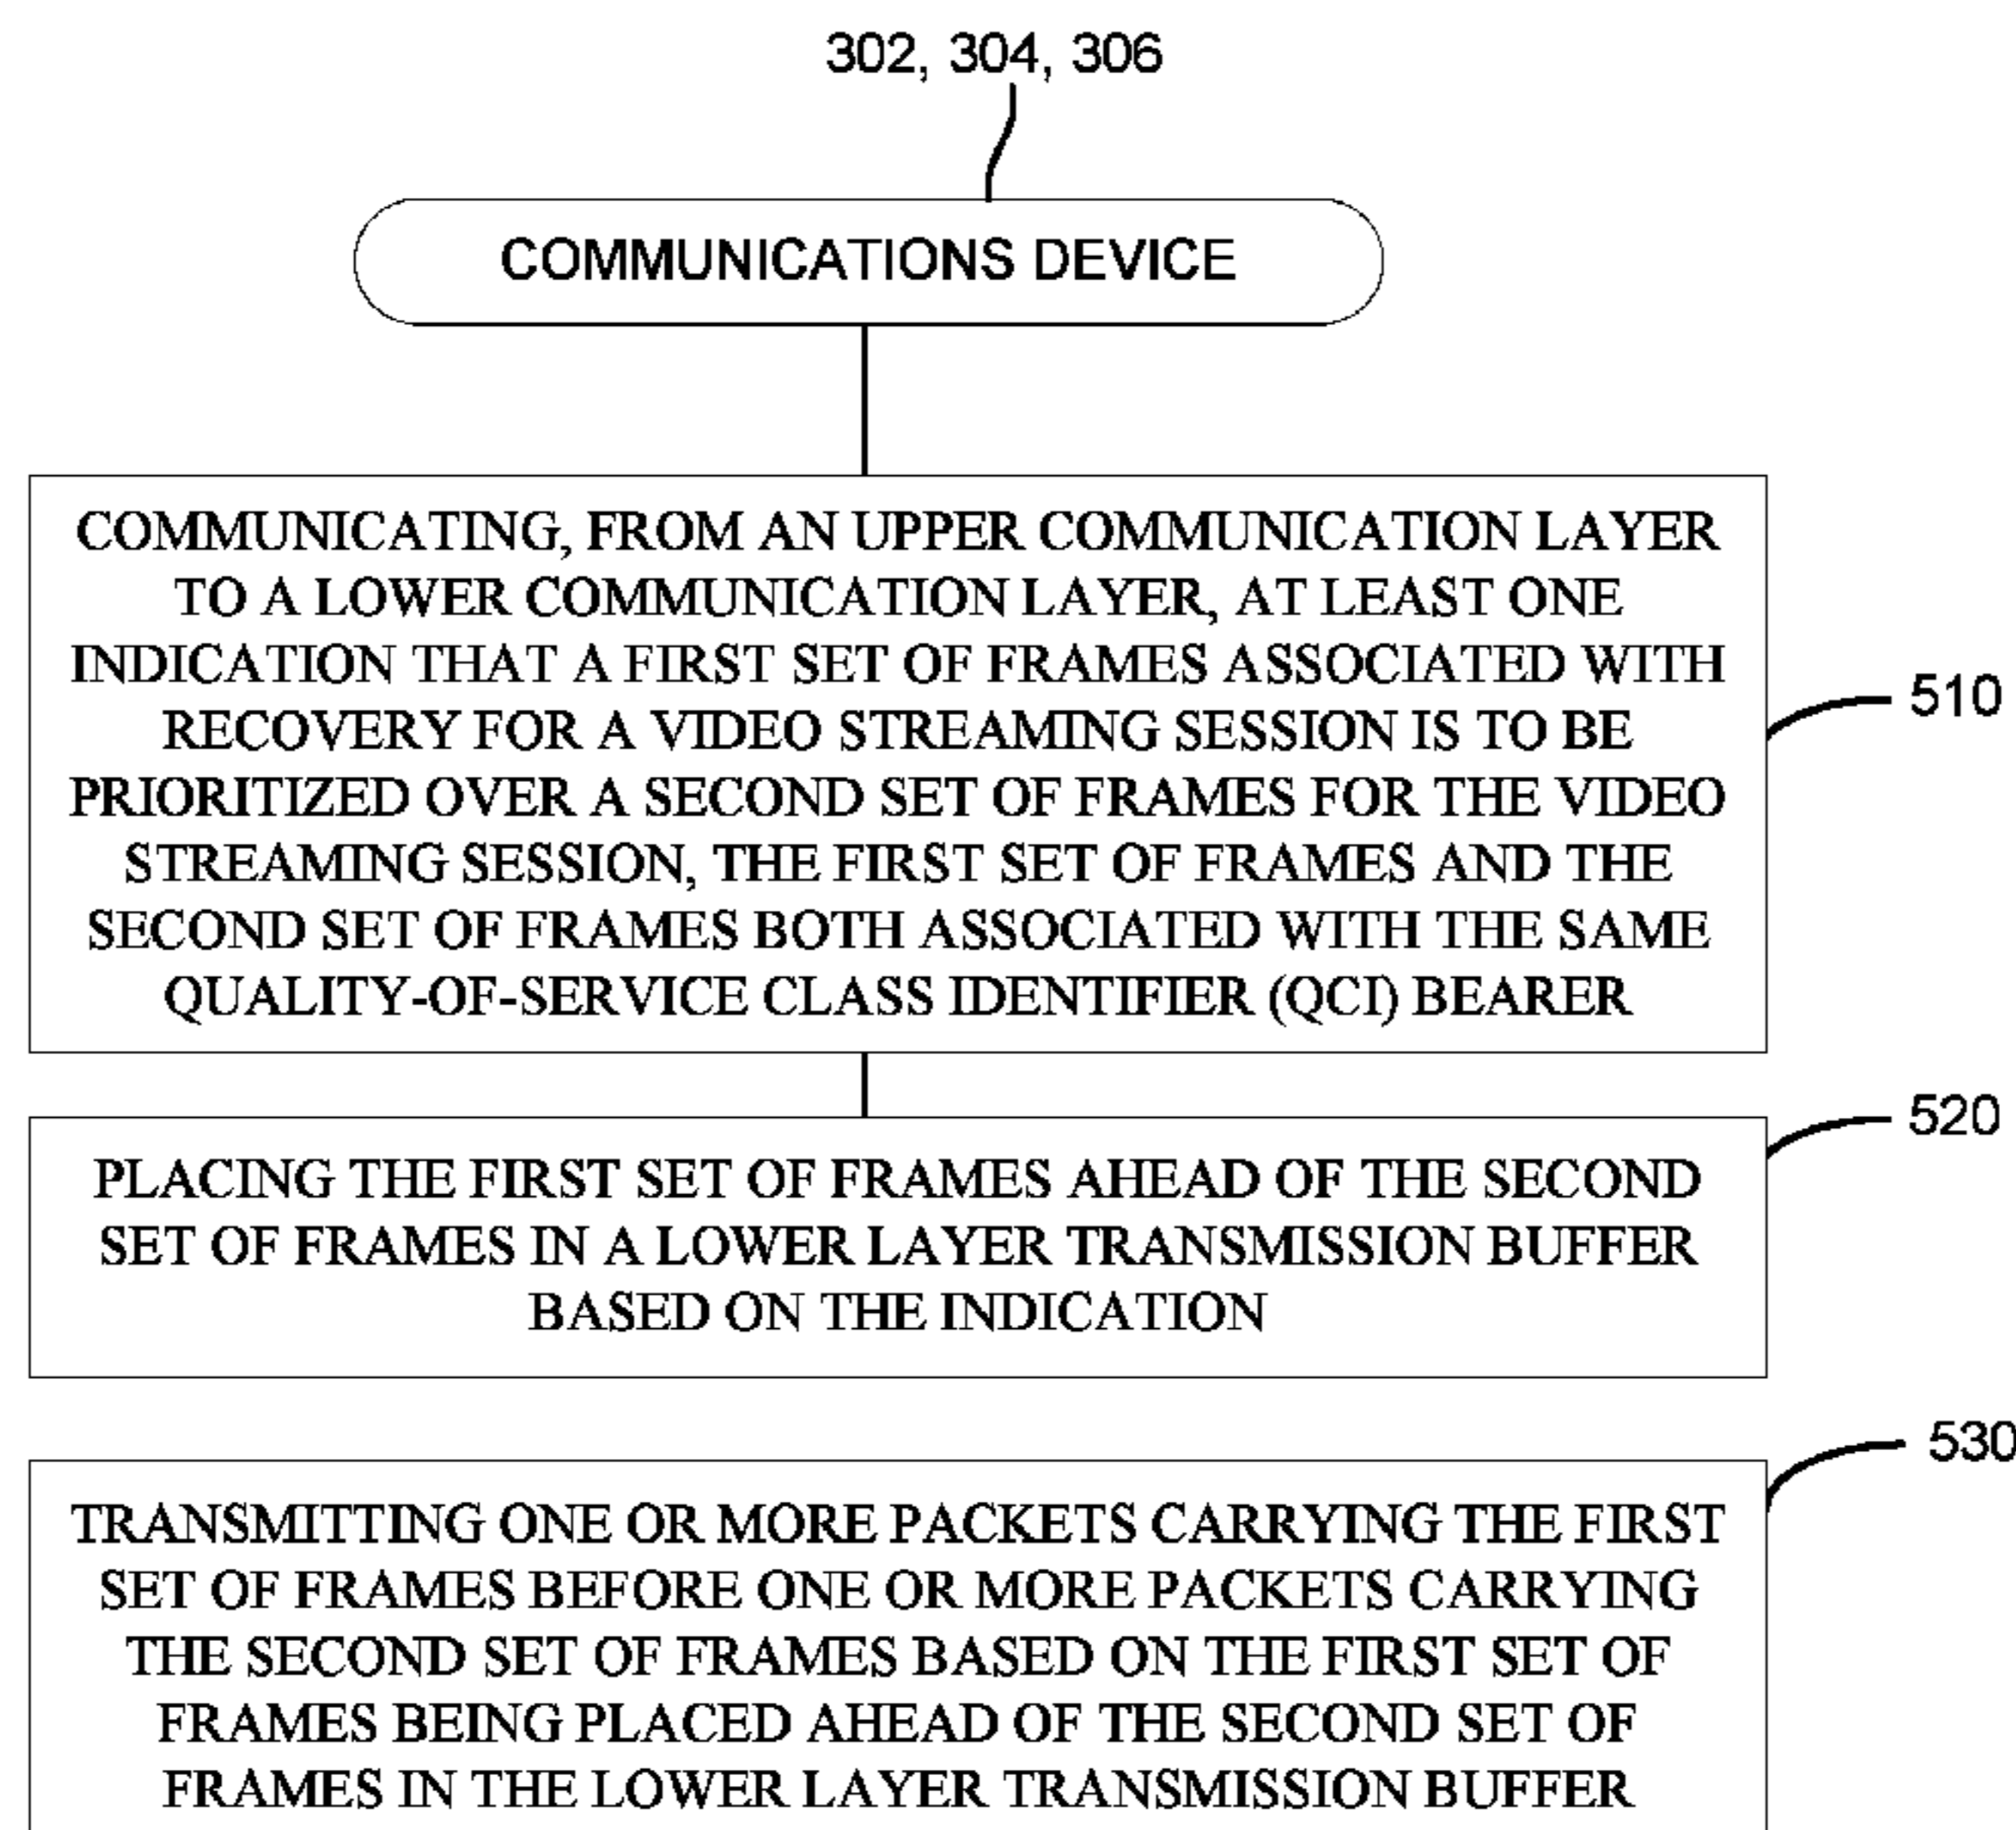 302, 304, 306
COMMUNICATIONS DEVICE
COMMUNICATING, FROM AN UPPER COMMUNICATION LAYER
TO A LOWER COMMUNICATION LAYER, AT LEAST ONE
INDICATION THAT A FIRST SET OF FRAMES ASSOCIATED WITH
RECOVERY FOR A VIDEO STREAMING SESSION IS TO BE
PRIORITIZED OVER A SECOND SET OF FRAMES FOR THE VIDEO
STREAMING SESSION, THE FIRST SET OF FRAMES AND THE
SECOND SET OF FRAMES BOTH ASSOCIATED WITH THE SAME
QUALITY-OF-SERVICE CLASS IDENTIFIER (QCI) BEARER
510
520
PLACING THE FIRST SET OF FRAMES AHEAD OF THE SECOND
SET OF FRAMES IN A LOWER LAYER TRANSMISSION BUFFER
BASED ON THE INDICATION
530
TRANSMITTING ONE OR MORE PACKETS CARRYING THE FIRST
SET OF FRAMES BEFORE ONE OR MORE PACKETS CARRYING
THE SECOND SET OF FRAMES BASED ON THE FIRST SET OF
FRAMES BEING PLACED AHEAD OF THE SECOND SET OF
FRAMES IN THE LOWER LAYER TRANSMISSION BUFFER